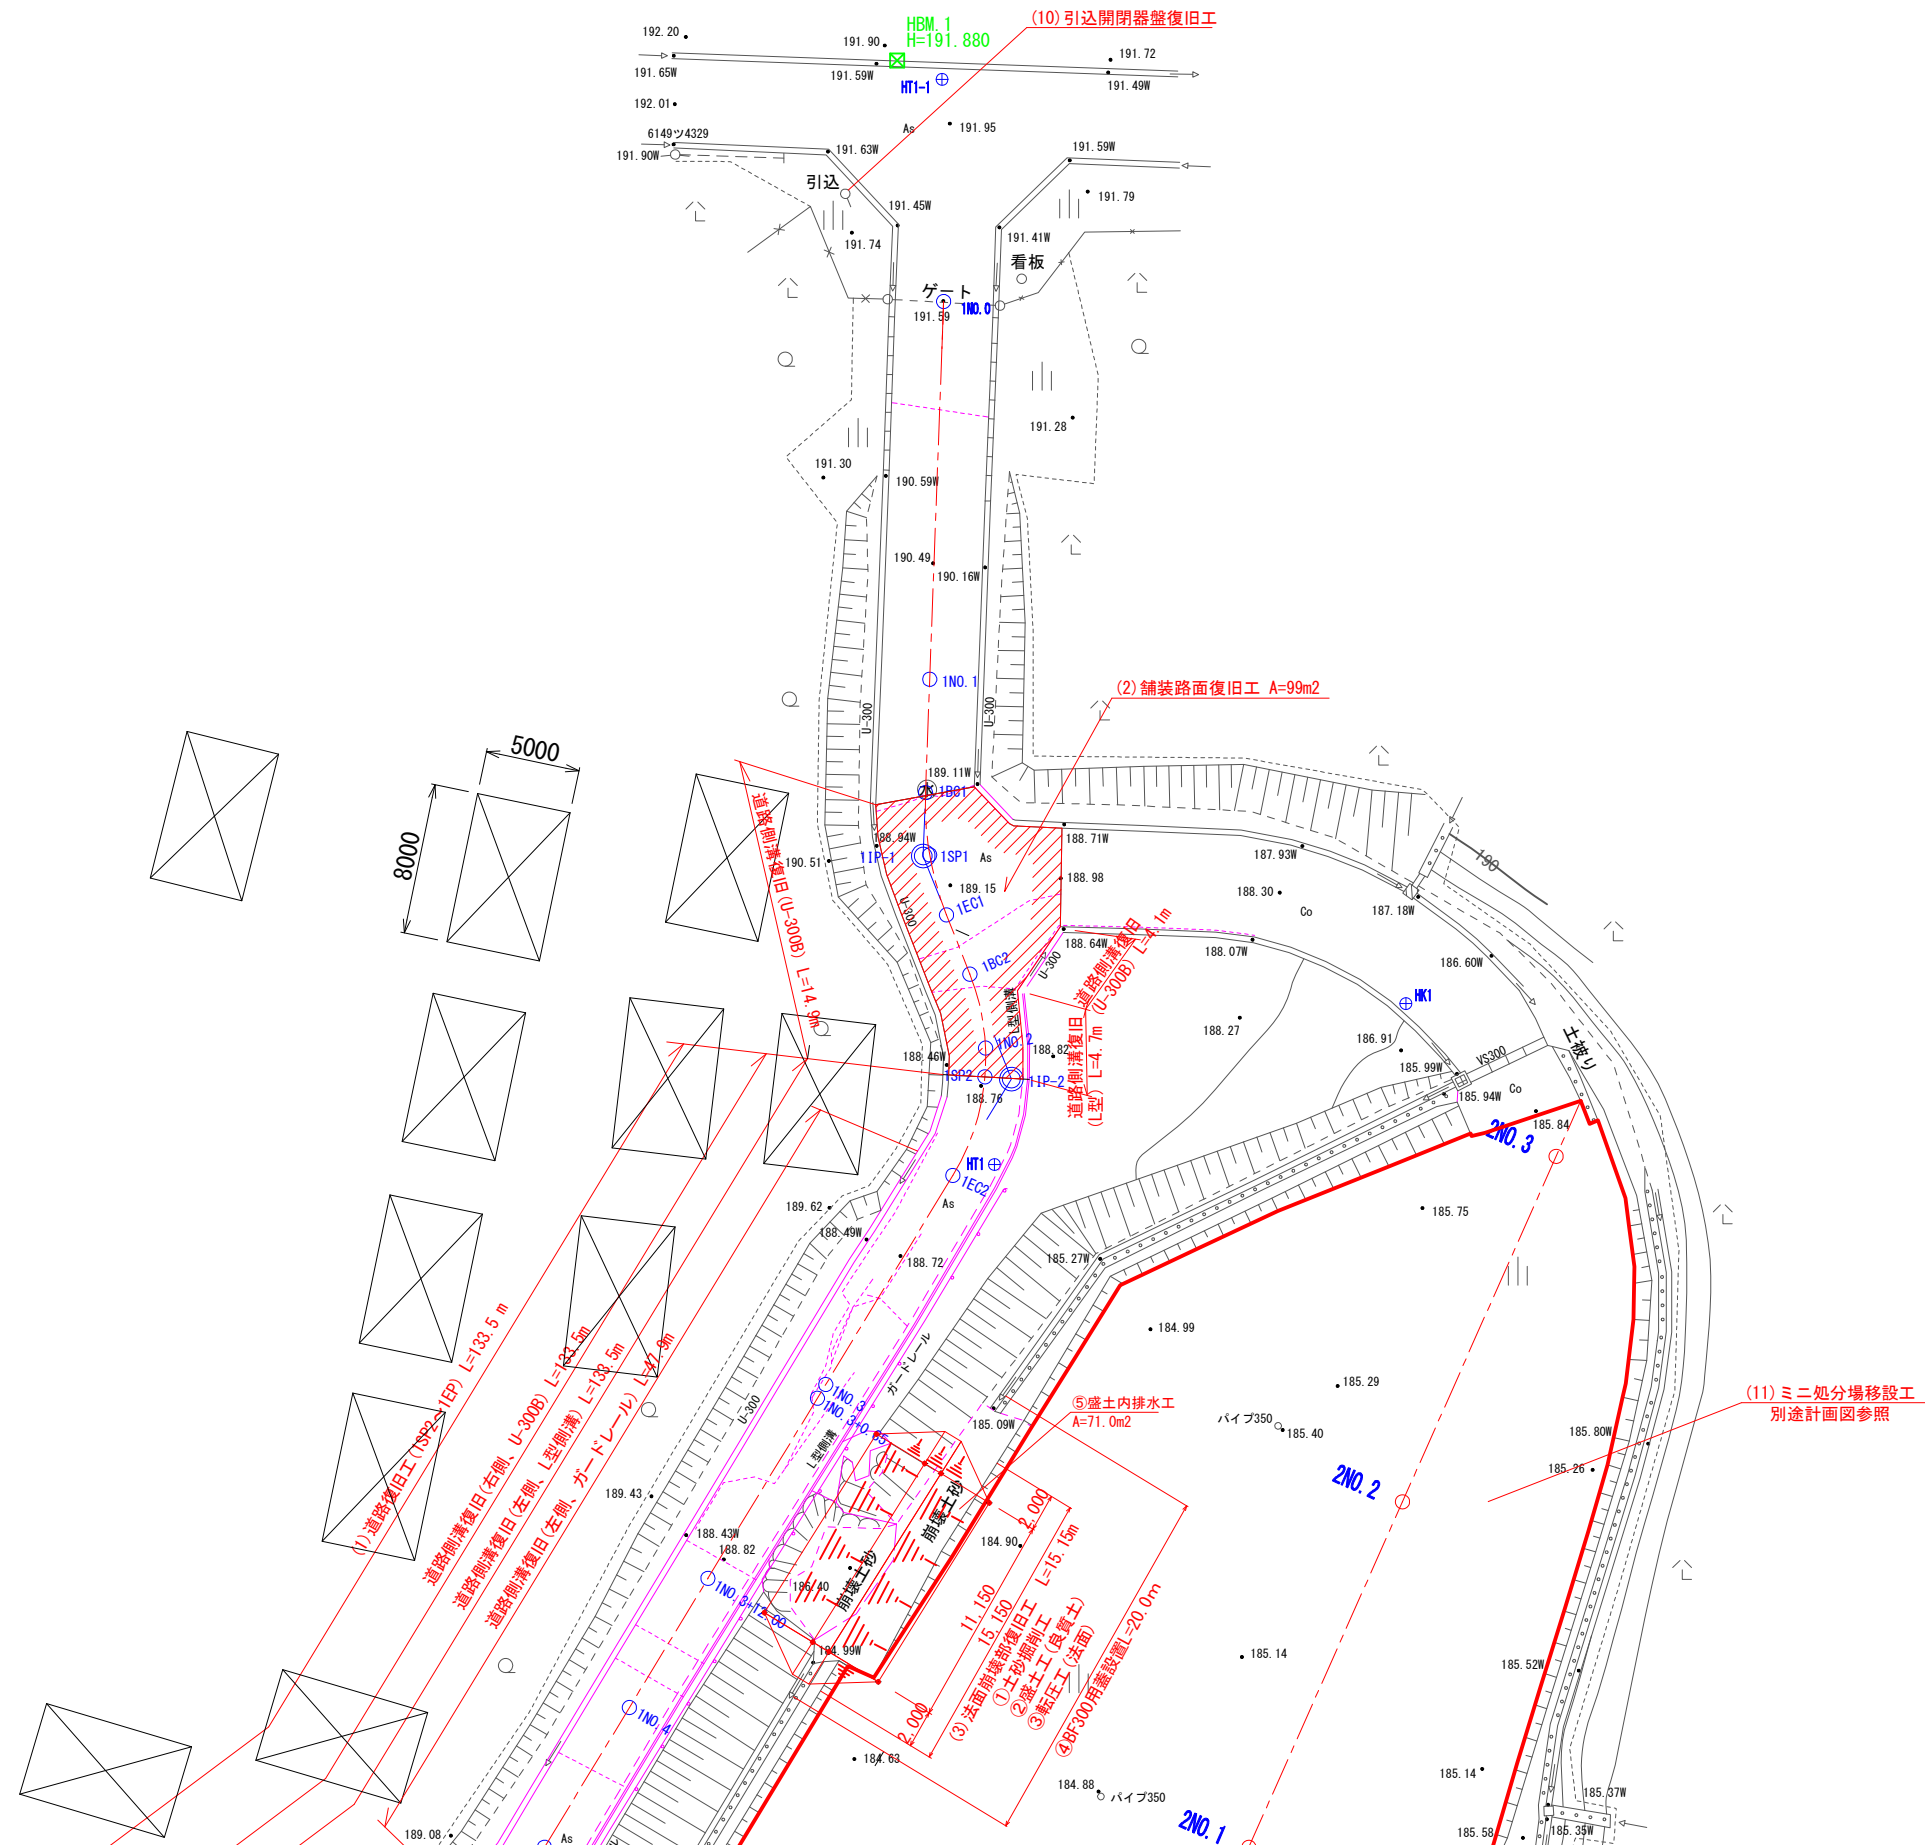 HBM.1
H=191.880
(10)引込開閉器盤復旧工
192.20
191.90
191.72
191.65W
191.59W
191.49W
HT1-1
192.01
As
191.95
6149ツ4329
191.90W
191.63W
191.59W
引込
191.79
191.45W
191.74
191.41W
看板
ゲート
191.59
1NO.0
191.28
191.30
190.59W
190.49
190.16W
1NO.1
(2)舗装路面復旧工 A=99m2
U-300
U-300
5000
8000
189.11W
1BC1
道路側溝復旧(U-300B) L=14.9m
188.94W
188.71W
187.93W
190
190.51
1IP-1
1SP1
As
189.15
188.98
188.30
Co
187.18W
U-300
1EC1
188.64W
188.07W
186.60W
1BC2
U-300
道路側溝復旧
(U-300B) L=4.1m
L型側溝
HK1
188.27
1NO.2
188.82
186.91
土被り
188.46W
1SP2
1IP-2
188.76
道路側溝復旧
(L型) L=4.7m
185.99W
VS300
185.94W
Co
185.84
2NO.3
HT1
1EC2
As
189.62
188.49W
188.72
185.27W
185.75
184.99
(1)道路復旧工(1SP2~1EP) L=133.5 m
道路側溝復旧(右側、U-300B) L=133.5m
道路側溝復旧(左側、L型側溝) L=133.5m
道路側溝復旧(左側、ガードレール) L=47.9m
U-300
ガードレール
1NO.3
1NO.3+0.65
L型側溝
185.09W
⑤盛土内排水工
A=71.0m2
185.29
パイプ350
185.40
(11)ミニ処分場移設工
別途計画図参照
185.80W
185.26
2NO.2
189.43
188.43W
188.82
崩壊土砂
崩壊土砂
186.40
184.90
2,000
11,150
15,150
2,000
(3)法面崩壊部復旧工 L=15.15m
①土砂掘削工
②盛土工(良質土)
③転圧工(法面)
④BF300用蓋設置L=20.0m
1NO.3+12.00
184.99W
185.14
185.52W
1NO.4
184.63
184.88
パイプ350
185.14
185.37W
185.35W
185.58
2NO.1
189.08
As